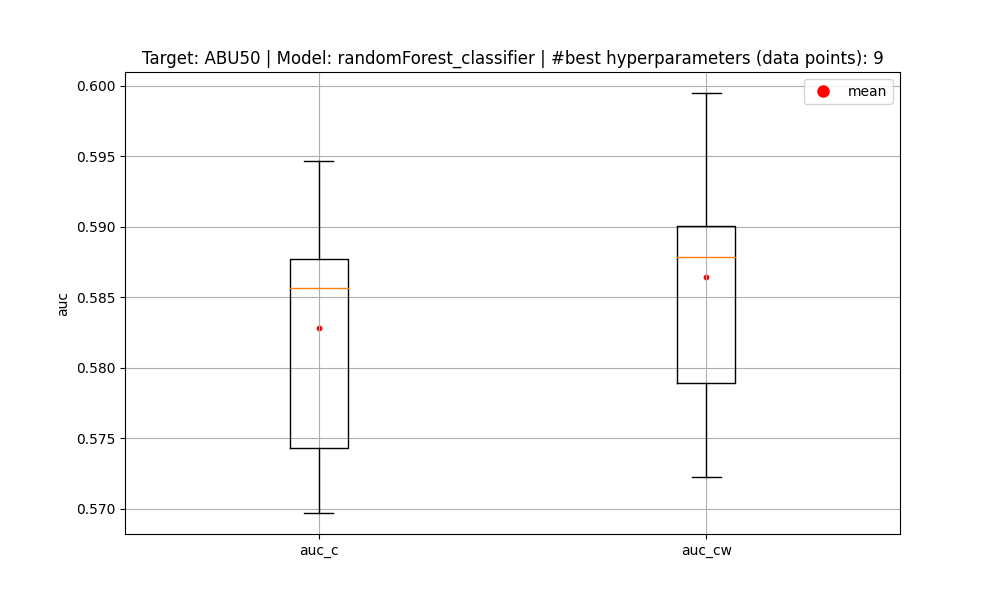 Target: ABU50 | Model: randomForest_classifier | #best hyperparameters (data points): 9
mean
0.600
0.595
0.590
0.585
0.580
0.575
0.570
auc
auc_c
auc_cw